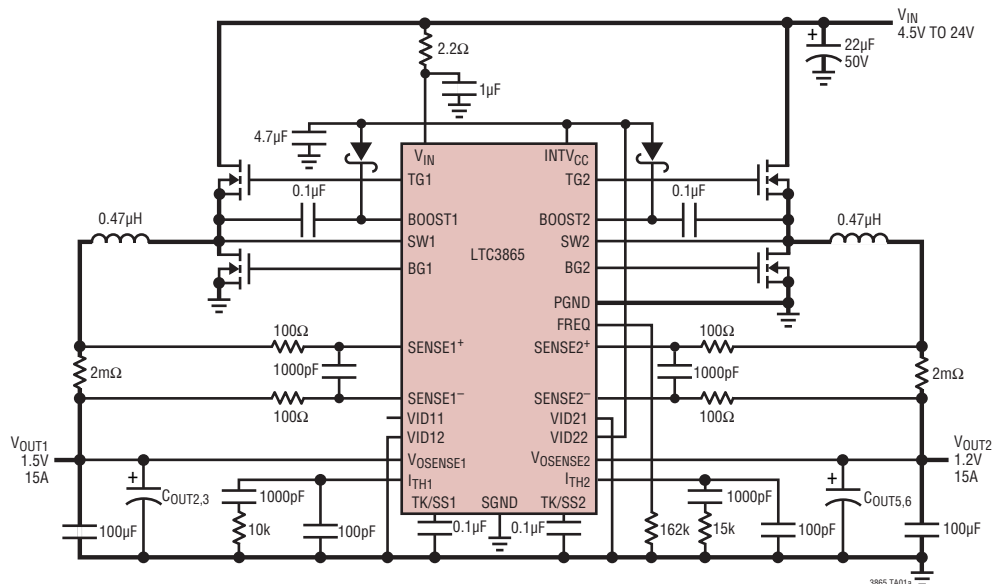 VIN
4.5V TO 24V
2.2Ω
22µF
50V
+
1µF
4.7µF
VIN
INTVCC
TG1
TG2
0.1µF
0.1µF
0.47µH
BOOST1
BOOST2
0.47µH
SW1
SW2
LTC3865
BG1
BG2
PGND
FREQ
100Ω
100Ω
SENSE1+
SENSE2+
2mΩ
1000pF
1000pF
2mΩ
SENSE1–
SENSE2–
100Ω
100Ω
VID11
VID21
VID12
VID22
VOUT1
1.5V
15A
VOSENSE1
VOSENSE2
VOUT2
1.2V
15A
ITH1
ITH2
+
COUT2,3
1000pF
1000pF
+
COUT5,6
TK/SS1
SGND
TK/SS2
100µF
10k
100pF
0.1µF
0.1µF
162k
15k
100pF
100µF
3865 TA01a